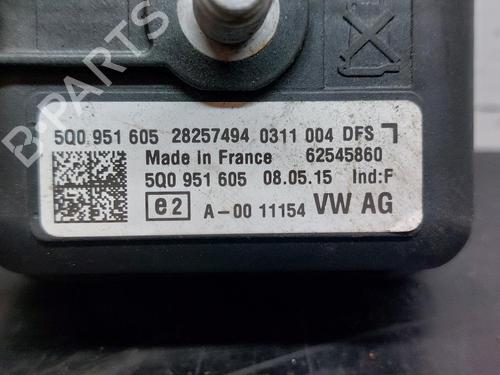 5Q0 951 605 28257494 0311 004 DFS
Made in France 62545860
5Q0 951 605 08.05.15 Ind:F
e2 A-00 11154 VW AG
B-PARTS